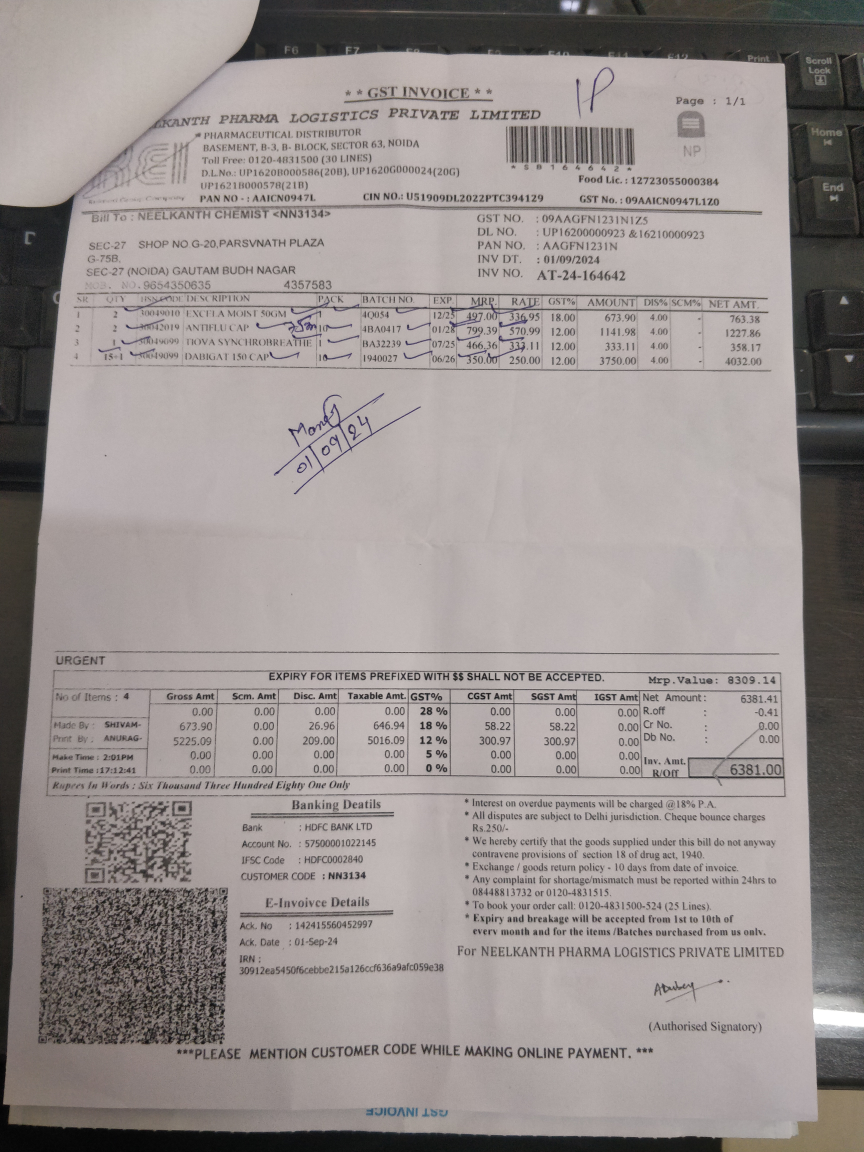 F6 F7 F8 F9 F10 F11 F12 Print
Scroll
Lock
Home
End
* * GST INVOICE * *
IP
Page : 1/1
NP
LKANTH PHARMA LOGISTICS PRIVATE LIMITED
* PHARMACEUTICAL DISTRIBUTOR
BASEMENT, B-3, B- BLOCK, SECTOR 63, NOIDA
Toll Free: 0120-4831500 (30 LINES)
D.L.No.: UP1620B000586(20B), UP1620G000024(20G)
UP1621B000578(21B)
PAN NO - : AAICN0947L
CIN NO.: U51909DL2022PTC394129
Food Lic. : 12723055000384
GST No. : 09AAICN0947L1Z0
Bill To : NEELKANTH CHEMIST <NN3134>
SEC-27 SHOP NO.G-20,PARSVNATH PLAZA
G-75B,
SEC-27 (NOIDA) GAUTAM BUDH NAGAR
MOB. NO.9654350635 4357583
GST NO. : 09AAGFN1231N1Z5
DL NO. : UP16200000923 &16210000923
PAN NO. : AAGFN1231N
INV DT. : 01/09/2024
INV NO. AT-24-164642
SR QTY HSN CODE DESCRIPTION PACK BATCH NO. EXP. MRP. RATE GST% AMOUNT DIS% SCM% NET AMT.
1 2 30049010 EXCELA MOIST 50GM 1 4Q054 12/25 497.00 336.95 18.00 673.90 4.00 - 763.38
2 2 30042019 ANTIFLU CAP 10 4BA0417 01/28 799.39 570.99 12.00 1141.98 4.00 - 1227.86
3 1 30049099 TIOVA SYNCHROBREATHE 1 BA32239 07/25 466.36 333.11 12.00 333.11 4.00 - 358.17
4 15+1 30049099 DABIGAT 150 CAP 10 1940027 06/26 350.00 250.00 12.00 3750.00 4.00 - 4032.00
01/09/24
URGENT
EXPIRY FOR ITEMS PREFIXED WITH $$ SHALL NOT BE ACCEPTED.
Mrp.Value: 8309.14
No of Items : 4
Made By : SHIVAM-
Print By : ANURAG-
Make Time : 2:01PM
Print Time :17:12:41
Gross Amt Scm. Amt Disc. Amt Taxable Amt. GST% CGST Amt SGST Amt IGST Amt
0.00 0.00 0.00 0.00 28 % 0.00 0.00 0.00
673.90 0.00 26.96 646.94 18 % 58.22 58.22 0.00
5225.09 0.00 209.00 5016.09 12 % 300.97 300.97 0.00
0.00 0.00 0.00 0.00 5 % 0.00 0.00 0.00
0.00 0.00 0.00 0.00 0 % 0.00 0.00 0.00
Net Amount : 6381.41
R.off : -0.41
Cr No. : 0.00
Db No. : 0.00
Inv. Amt.
R/Off 6381.00
Rupees In Words : Six Thousand Three Hundred Eighty One Only
Banking Deatils
Bank : HDFC BANK LTD
Account No. : 57500001022145
IFSC Code : HDFC0002840
CUSTOMER CODE : NN3134
E-Invoivce Details
Ack. No : 142415560452997
Ack. Date : 01-Sep-24
IRN :
30912ea5450f6cebbe215a126ccf636a9afc059e38
* Interest on overdue payments will be charged @18% P.A.
* All disputes are subject to Delhi jurisdiction. Cheque bounce charges
Rs.250/-
* We hereby certify that the goods supplied under this bill do not anyway
contravene provisions of section 18 of drug act, 1940.
* Exchange / goods return policy - 10 days from date of invoice.
* Any complaint for shortage/mismatch must be reported within 24hrs to
08448813732 or 0120-4831515.
* To book your order call: 0120-4831500-524 (25 Lines).
* Expiry and breakage will be accepted from 1st to 10th of
every month and for the items /Batches purchased from us only.
For NEELKANTH PHARMA LOGISTICS PRIVATE LIMITED
(Authorised Signatory)
***PLEASE MENTION CUSTOMER CODE WHILE MAKING ONLINE PAYMENT. ***
GST INVOICE